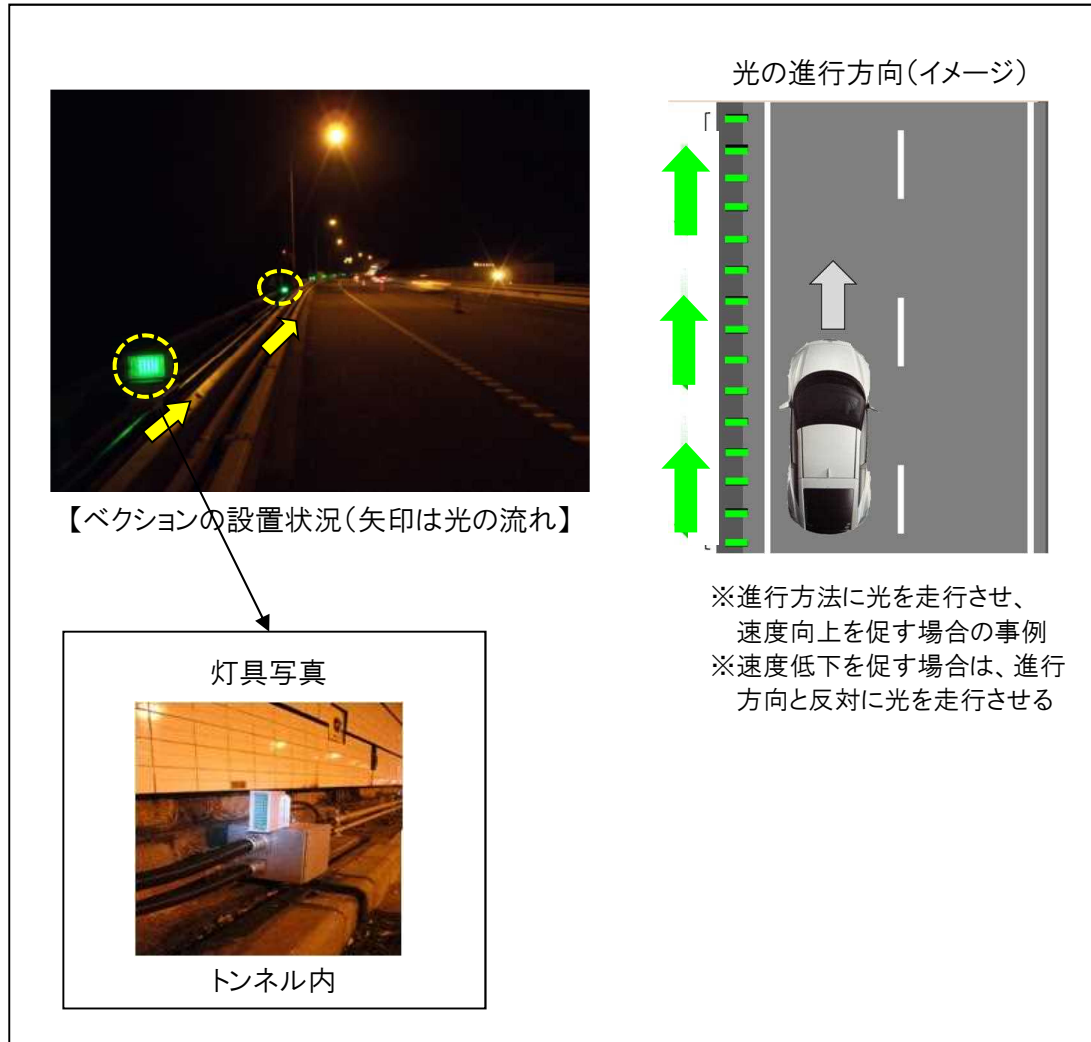 光の進行方向(イメージ)
【ベクションの設置状況(矢印は光の流れ】
※進行方法に光を走行させ、
速度向上を促す場合の事例
※速度低下を促す場合は、進行
方向と反対に光を走行させる
灯具写真
トンネル内